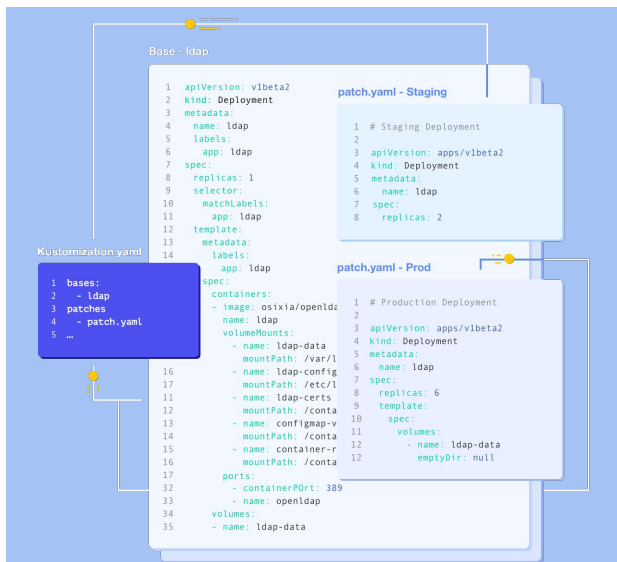 Base - ldap
1 apiVersion: v1beta2
2 kind: Deployment
3 metadata:
4 name: ldap
5 labels:
6 app: ldap
7 spec:
8 replicas: 1
9 selector:
10 matchLabels:
11 app: ldap
12 template:
13 metadata:
14 labels:
app: ldap
spec:
containers:
- image: osixia/openlda
name: ldap
volumeMounts:
- name: ldap-data
mountPath: /var/l
16 - name: ldap-config
17 mountPath: /etc/l
11 - name: ldap-certs
12 mountPath: /conta
13 - name: configmap-v
14 mountPath: /conta
15 - name: container-r
16 mountPath: /conta
17 ports:
32 - containerPOrt: 389
33 - name: openldap
34 volumes:
35 - name: ldap-data
patch.yaml - Staging
1 # Staging Deployment
2
3 apiVersion: apps/v1beta2
4 kind: Deployment
5 metadata:
6 name: ldap
7 spec:
8 replicas: 2
Kustomization.yaml
1 bases:
2 - ldap
3 patches
4 - patch.yaml
5 …
patch.yaml - Prod
1 # Production Deployment
2
3 apiVersion: apps/v1beta2
4 kind: Deployment
5 metadata:
6 name: ldap
7 spec:
8 replicas: 6
9 template:
10 spec:
11 volumes:
12 - name: ldap-data
12 emptyDir: null